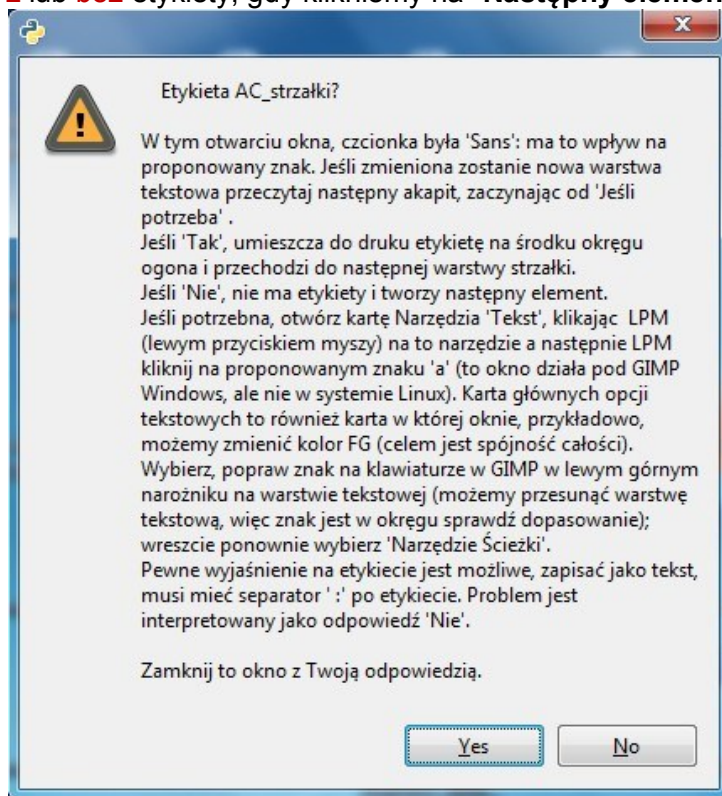 lub bez etykiety, gdy klikniemy na "Następny elemen
Etykieta AC_strzałki?
W tym otwarciu okna, czcionka była 'Sans': ma to wpływ na
proponowany znak. Jeśli zmieniona zostanie nowa warstwa
tekstowa przeczytaj następny akapit, zaczynając od 'Jeśli
potrzeba' .
Jeśli 'Tak', umieszcza do druku etykietę na środku okręgu
ogona i przechodzi do następnej warstwy strzałki.
Jeśli 'Nie', nie ma etykiety i tworzy następny element.
Jeśli potrzebna, otwórz kartę Narzędzia 'Tekst', klikając  LPM
(lewym przyciskiem myszy) na to narzędzie a następnie LPM
kliknij na proponowanym znaku 'a' (to okno działa pod GIMP
Windows, ale nie w systemie Linux). Karta głównych opcji
tekstowych to również karta w której oknie, przykładowo,
możemy zmienić kolor FG (celem jest spójność całości).
Wybierz, popraw znak na klawiaturze w GIMP w lewym górnym
narożniku na warstwie tekstowej (możemy przesunąć warstwę
tekstową, więc znak jest w okręgu sprawdź dopasowanie);
wreszcie ponownie wybierz 'Narzędzie Ścieżki'.
Pewne wyjaśnienie na etykiecie jest możliwe, zapisać jako tekst,
musi mieć separator ' :' po etykiecie. Problem jest
interpretowany jako odpowiedź 'Nie'.
Zamknij to okno z Twoją odpowiedzią.
Yes
No